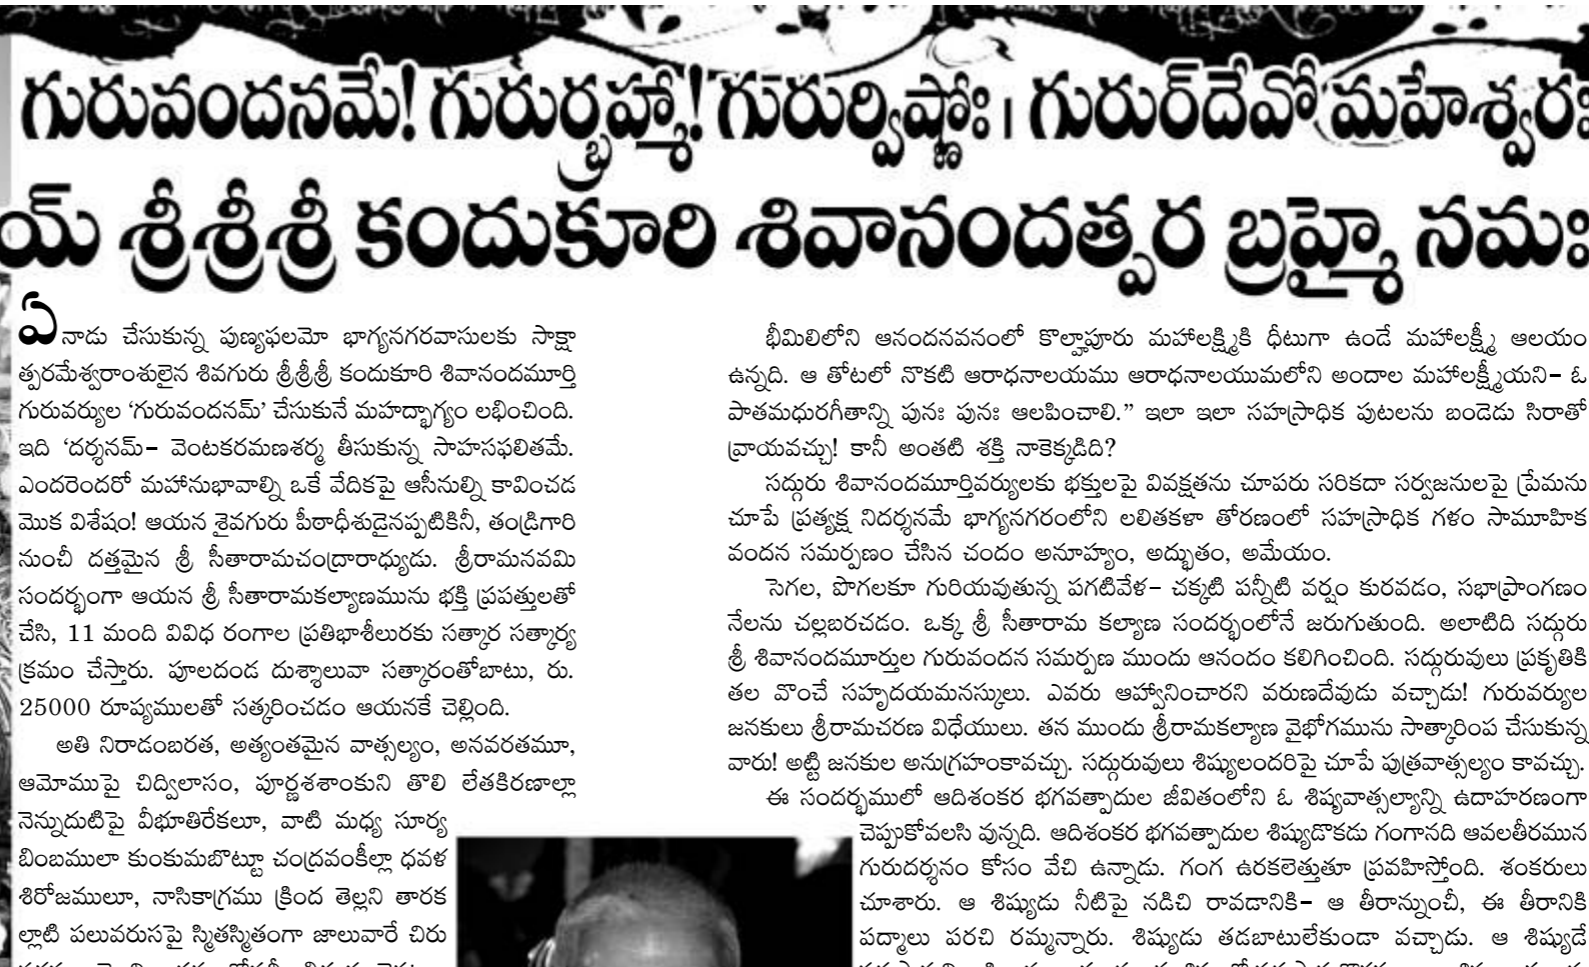 గురువందనమే! గురుర్బ్రహ్మా! గురుర్విష్ణోః। గురుర్‌దేవో మహేశ్వరః
య్ శ్రీశ్రీశ్రీ కందుకూరి శివానందత్పర బ్రహ్మై నమః
ఏనాడు చేసుకున్న పుణ్యఫలమో భాగ్యనగరవాసులకు సాక్షా
త్పరమేశ్వరాంశులైన శివగురు శ్రీశ్రీశ్రీ కందుకూరి శివానందమూర్తి
గురువర్యుల ‘గురువందనమ్’ చేసుకునే మహద్భాగ్యం లభించింది.
ఇది ‘దర్శనమ్– వెంటకరమణశర్మ తీసుకున్న సాహసఫలితమే.
ఎందరెందరో మహానుభావాల్ని ఒకే వేదికపై ఆసీనుల్ని కావించడ
మొక విశేషం! ఆయన శైవగురు పీఠాధీశుడైనప్పటికినీ, తండ్రిగారి
నుంచీ దత్తమైన శ్రీ సీతారామచంద్రారాధ్యుడు. శ్రీరామనవమి
సందర్భంగా ఆయన శ్రీ సీతారామకల్యాణమును భక్తి ప్రపత్తులతో
చేసి, 11 మంది వివిధ రంగాల ప్రతిభాశీలురకు సత్కార సత్కార్య
క్రమం చేస్తారు. పూలదండ దుశ్శాలువా సత్కారంతోబాటు, రు.
25000 రూప్యములతో సత్కరించడం ఆయనకే చెల్లింది.
అతి నిరాడంబరత, అత్యంతమైన వాత్సల్యం, అనవరతమూ,
ఆమోముపై చిద్విలాసం, పూర్ణశశాంకుని తొలి లేతకిరణాల్లా
నెన్నుదుటిపై వీభూతిరేకలూ, వాటి మధ్య సూర్య
బింబములా కుంకుమబొట్టూ చంద్రవంకీల్లా ధవళ
శిరోజములూ, నాసికాగ్రము క్రింద తెల్లని తారక
ల్లాటి పలువరుసపై స్మితస్మితంగా జాలువారే చిరు
భీమిలిలోని ఆనందనవనంలో కొల్హాపూరు మహాలక్ష్మికి ధీటుగా ఉండే మహాలక్ష్మీ ఆలయం
ఉన్నది. ఆ తోటలో నొకటి ఆరాధనాలయము ఆరాధనాలయుమలోని అందాల మహాలక్ష్మీయని– ఓ
పాతమధురగీతాన్ని పునః పునః ఆలపించాలి.” ఇలా ఇలా సహస్రాధిక పుటలను బండెడు సిరాతో
వ్రాయవచ్చు! కానీ అంతటి శక్తి నాకెక్కడిది?
సద్గురు శివానందమూర్తివర్యులకు భక్తులపై వివక్షతను చూపరు సరికదా సర్వజనులపై ప్రేమను
చూపే ప్రత్యక్ష నిదర్శనమే భాగ్యనగరంలోని లలితకళా తోరణంలో సహస్రాధిక గళం సామూహిక
వందన సమర్పణం చేసిన చందం అనూహ్యం, అద్భుతం, అమేయం.
సెగల, పొగలకూ గురియవుతున్న పగటివేళ– చక్కటి పన్నీటి వర్షం కురవడం, సభాప్రాంగణం
నేలను చల్లబరచడం. ఒక్క శ్రీ సీతారామ కల్యాణ సందర్భంలోనే జరుగుతుంది. అలాటిది సద్గురు
శ్రీ శివానందమూర్తుల గురువందన సమర్పణ ముందు ఆనందం కలిగించింది. సద్గురువులు ప్రకృతికి
తల వొంచే సహృదయమనస్కులు. ఎవరు ఆహ్వానించారని వరుణదేవుడు వచ్చాడు! గురువర్యుల
జనకులు శ్రీరామచరణ విధేయులు. తన ముందు శ్రీరామకల్యాణ వైభోగమును సాత్కారింప చేసుకున్న
వారు! అట్టి జనకుల అనుగ్రహంకావచ్చు. సద్గురువులు శిష్యులందరిపై చూపే పుత్రవాత్సల్యం కావచ్చు.
ఈ సందర్భములో ఆదిశంకర భగవత్పాదుల జీవితంలోని ఓ శిష్యవాత్సల్యాన్ని ఉదాహరణంగా
చెప్పుకోవలసి వున్నది. ఆదిశంకర భగవత్పాదుల శిష్యుడొకడు గంగానది ఆవలతీరమున
గురుదర్శనం కోసం వేచి ఉన్నాడు. గంగ ఉరకలెత్తుతూ ప్రవహిస్తోంది. శంకరులు
చూశారు. ఆ శిష్యుడు నీటిపై నడిచి రావడానికి– ఆ తీరాన్నుంచీ, ఈ తీరానికి
పద్మాలు పరచి రమ్మన్నారు. శిష్యుడు తడబాటులేకుండా వచ్చాడు. ఆ శిష్యుడే